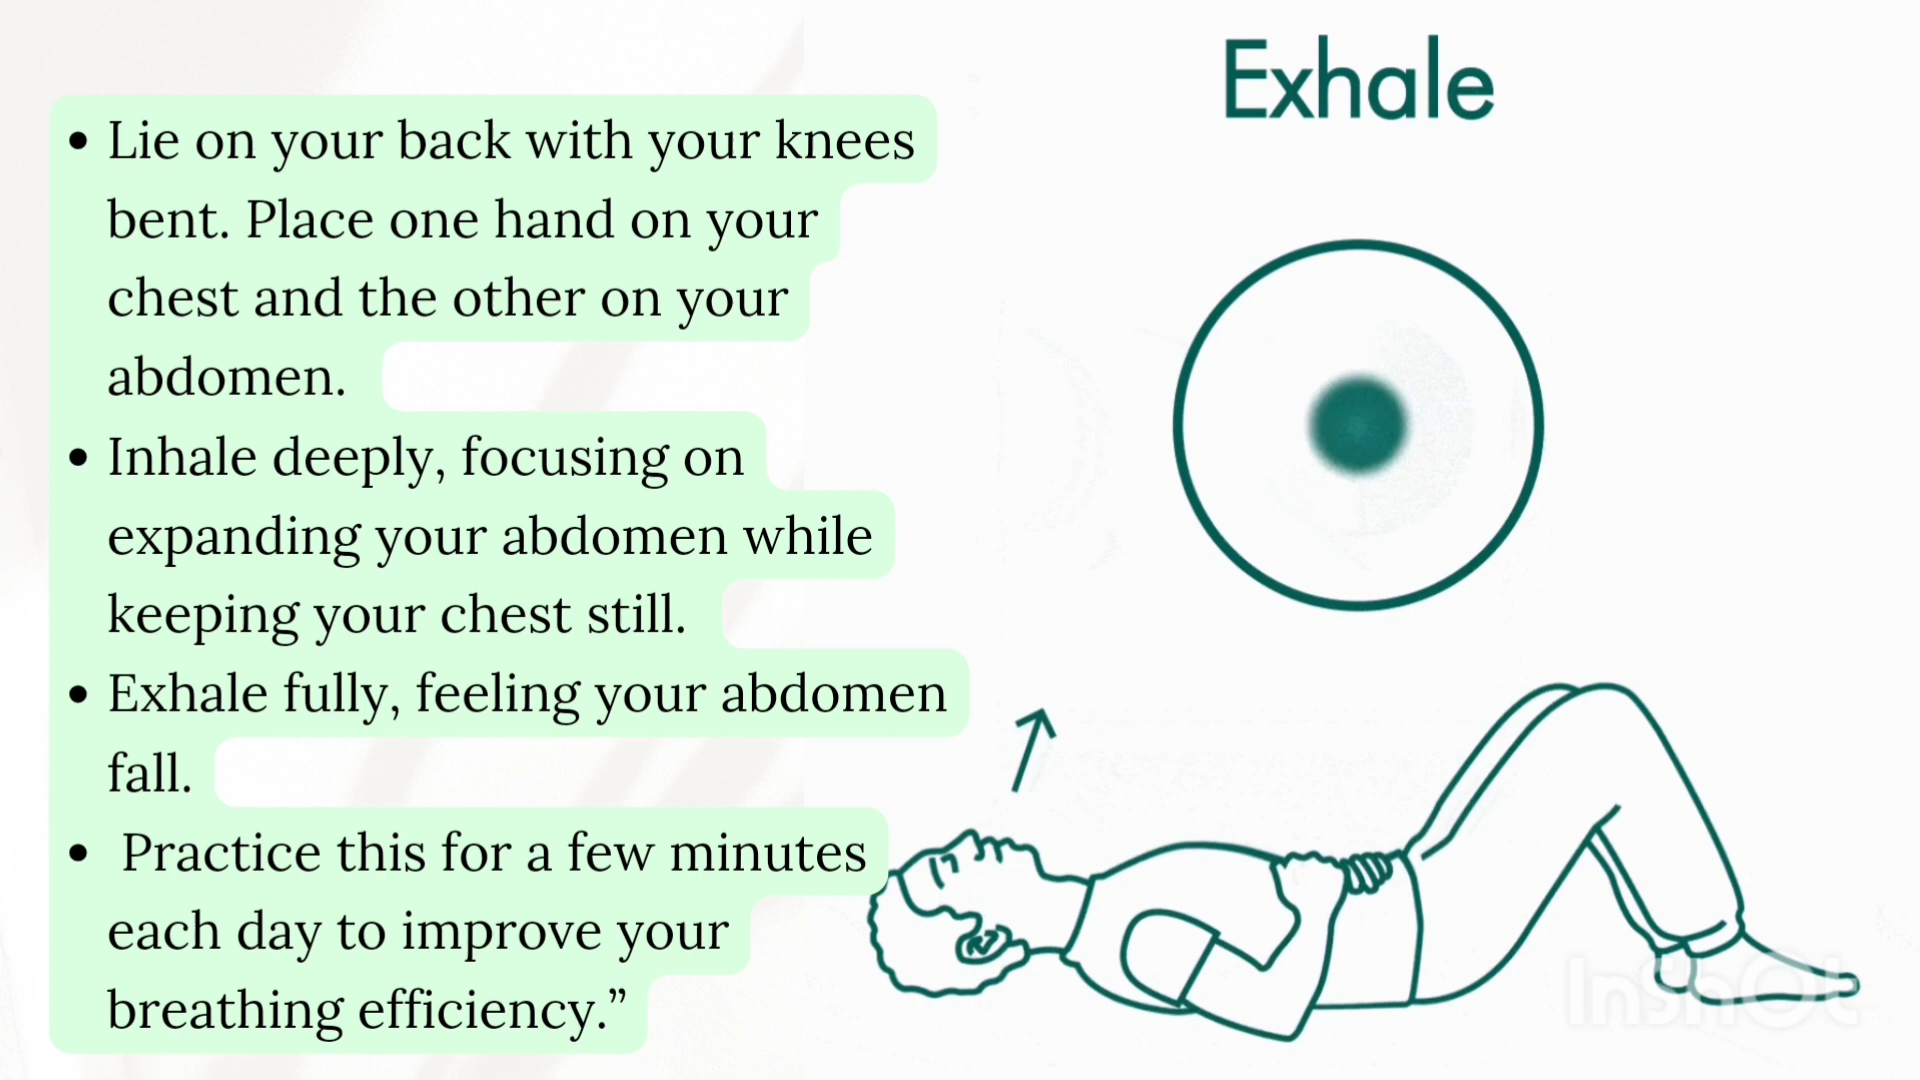 Exhale
• Lie on your back with your knees
bent. Place one hand on your
chest and the other on your
abdomen.
• Inhale deeply, focusing on
expanding your abdomen while
keeping your chest still.
• Exhale fully, feeling your abdomen
fall.
• Practice this for a few minutes
each day to improve your
breathing efficiency.”
InShOt